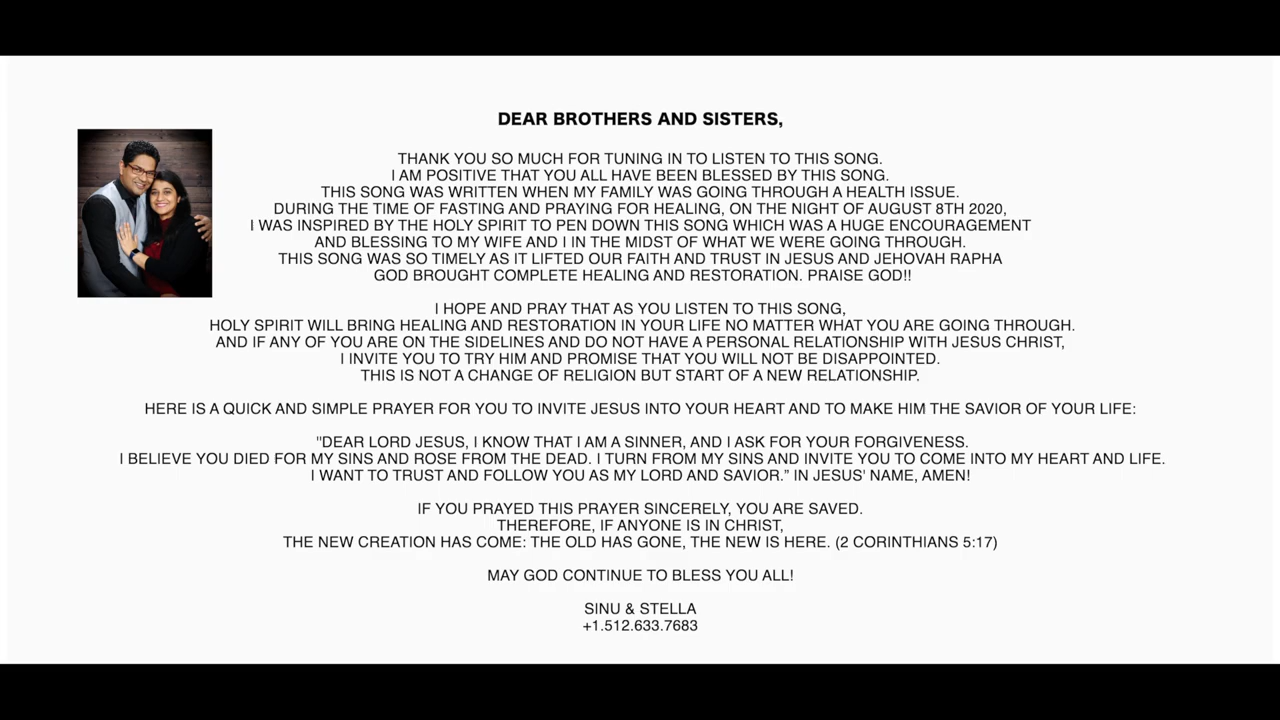 DEAR BROTHERS AND SISTERS,
THANK YOU SO MUCH FOR TUNING IN TO LISTEN TO THIS SONG.
I AM POSITIVE THAT YOU ALL HAVE BEEN BLESSED BY THIS SONG.
THIS SONG WAS WRITTEN WHEN MY FAMILY WAS GOING THROUGH A HEALTH ISSUE.
DURING THE TIME OF FASTING AND PRAYING FOR HEALING, ON THE NIGHT OF AUGUST 8TH 2020,
I WAS INSPIRED BY THE HOLY SPIRIT TO PEN DOWN THIS SONG WHICH WAS A HUGE ENCOURAGEMENT
AND BLESSING TO MY WIFE AND I IN THE MIDST OF WHAT WE WERE GOING THROUGH.
THIS SONG WAS SO TIMELY AS IT LIFTED OUR FAITH AND TRUST IN JESUS AND JEHOVAH RAPHA
GOD BROUGHT COMPLETE HEALING AND RESTORATION. PRAISE GOD!!
I HOPE AND PRAY THAT AS YOU LISTEN TO THIS SONG,
HOLY SPIRIT WILL BRING HEALING AND RESTORATION IN YOUR LIFE NO MATTER WHAT YOU ARE GOING THROUGH.
AND IF ANY OF YOU ARE ON THE SIDELINES AND DO NOT HAVE A PERSONAL RELATIONSHIP WITH JESUS CHRIST,
I INVITE YOU TO TRY HIM AND PROMISE THAT YOU WILL NOT BE DISAPPOINTED.
THIS IS NOT A CHANGE OF RELIGION BUT START OF A NEW RELATIONSHIP.
HERE IS A QUICK AND SIMPLE PRAYER FOR YOU TO INVITE JESUS INTO YOUR HEART AND TO MAKE HIM THE SAVIOR OF YOUR LIFE:
"DEAR LORD JESUS, I KNOW THAT I AM A SINNER, AND I ASK FOR YOUR FORGIVENESS.
I BELIEVE YOU DIED FOR MY SINS AND ROSE FROM THE DEAD. I TURN FROM MY SINS AND INVITE YOU TO COME INTO MY HEART AND LIFE.
I WANT TO TRUST AND FOLLOW YOU AS MY LORD AND SAVIOR.” IN JESUS' NAME, AMEN!
IF YOU PRAYED THIS PRAYER SINCERELY, YOU ARE SAVED.
THEREFORE, IF ANYONE IS IN CHRIST,
THE NEW CREATION HAS COME: THE OLD HAS GONE, THE NEW IS HERE. (2 CORINTHIANS 5:17)
MAY GOD CONTINUE TO BLESS YOU ALL!
SINU & STELLA
+1.512.633.7683